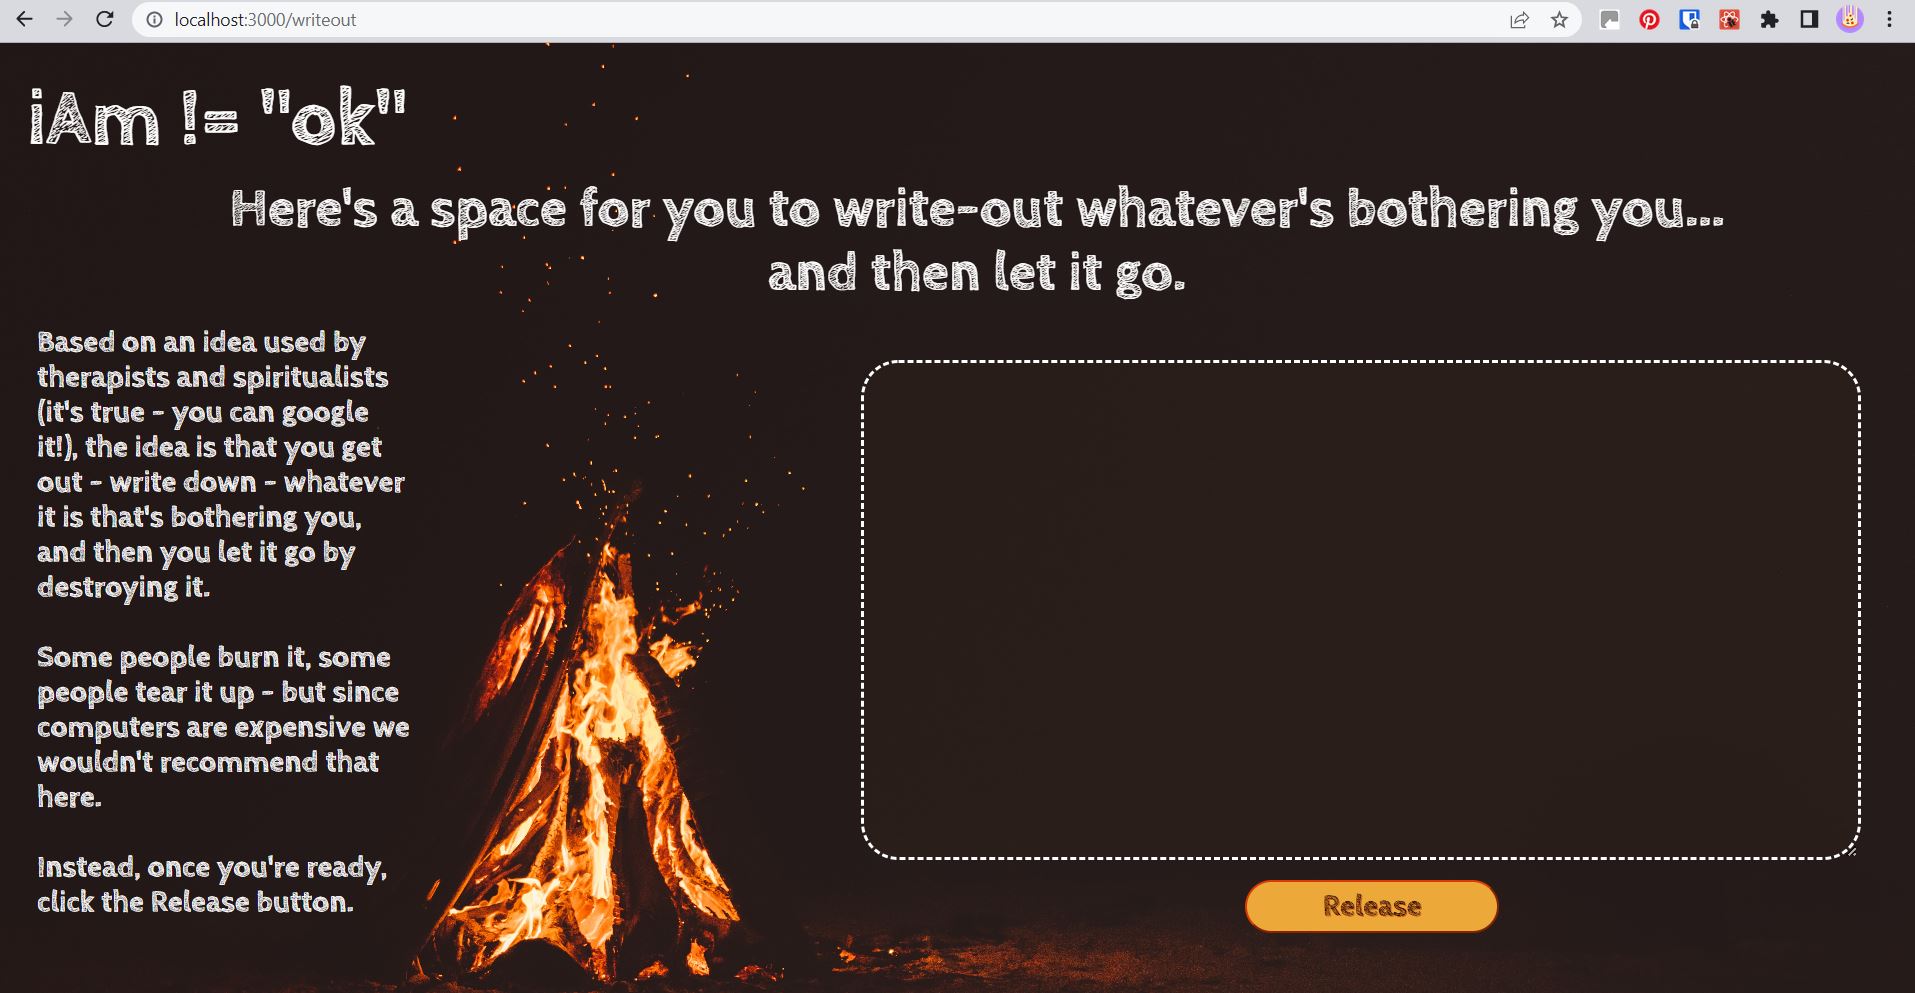 localhost:3000/writeout
iAm != "ok"
Here's a space for you to write-out whatever's bothering you...
and then let it go.
Based on an idea used by
therapists and spiritualists
(it's true - you can google
it!), the idea is that you get
out - write down - whatever
it is that's bothering you,
and then you let it go by
destroying it.
Some people burn it, some
people tear it up - but since
computers are expensive we
wouldn't recommend that
here.
Instead, once you're ready,
click the Release button.
Release